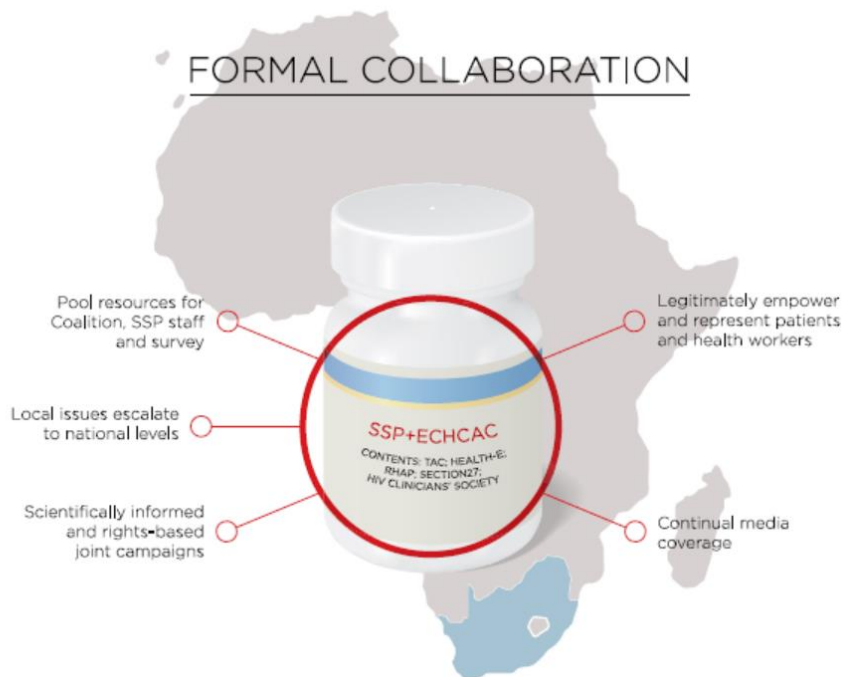 FORMAL COLLABORATION
Pool resources for
Coalition, SSP staff
and survey
Local issues escalate
to national levels
Scientifically informed
and rights-based
joint campaigns
SSP+ECHCAC
CONTENTS: TAC; HEALTH-E;
RHAP; SECTION27;
HIV CLINICIANS' SOCIETY
Legitimately empower
and represent patients
and health workers
Continual media
coverage